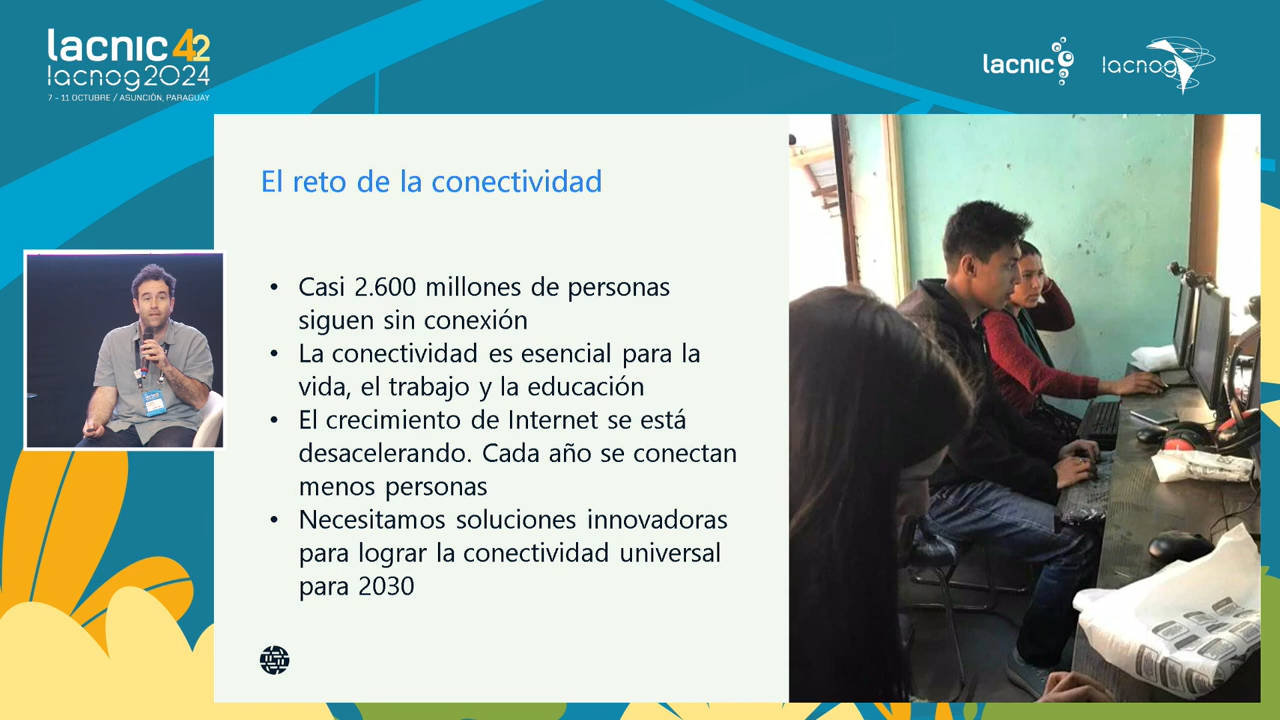 lacnic 42
lacnog2024
7 - 11 OCTUBRE / ASUNCIÓN, PARAGUAY
lacnic
lacnog
El reto de la conectividad
• Casi 2.600 millones de personas
siguen sin conexión
• La conectividad es esencial para la
vida, el trabajo y la educación
• El crecimiento de Internet se está
desacelerando. Cada año se conectan
menos personas
• Necesitamos soluciones innovadoras
para lograr la conectividad universal
para 2030